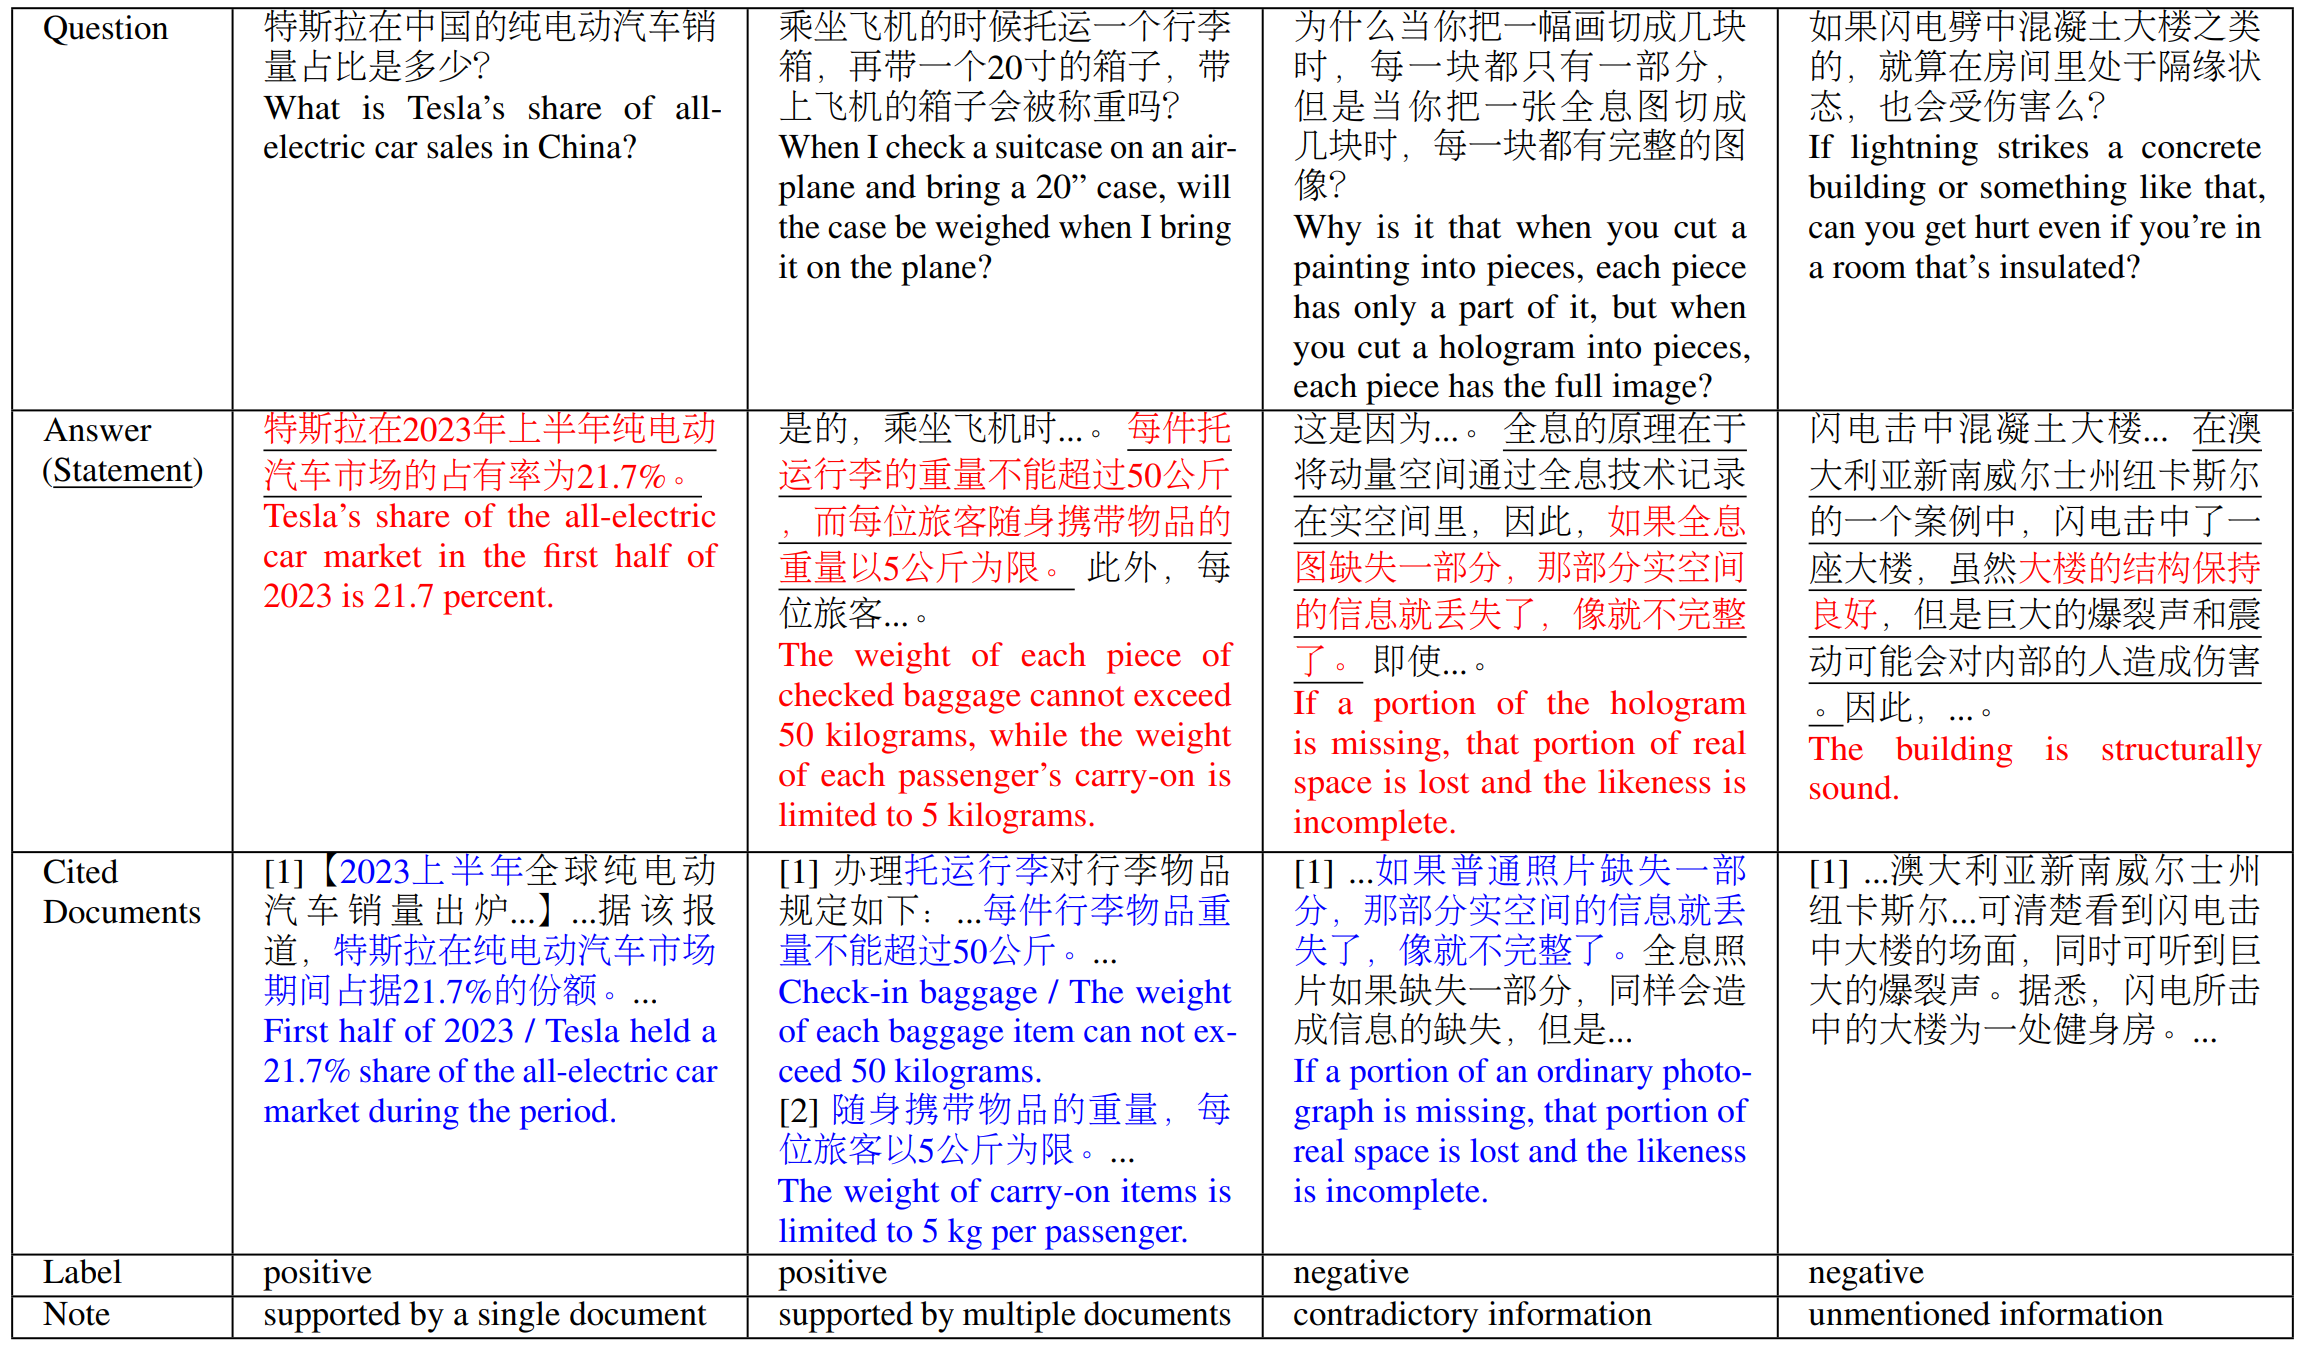 Question
特斯拉在中国的纯电动汽车销
量占比是多少?
What is Tesla's share of all-
electric car sales in China?
乘坐飞机的时候托运一个行李
箱，再带一个20寸的箱子，带
上飞机的箱子会被称重吗?
When I check a suitcase on an air-
plane and bring a 20” case, will
the case be weighed when I bring
it on the plane?
为什么当你把一幅画切成几块
时，每一块都只有一部分，
但是当你把一张全息图切成
几块时，每一块都有完整的图
像?
Why is it that when you cut a
painting into pieces, each piece
has only a part of it, but when
you cut a hologram into pieces,
each piece has the full image?
如果闪电劈中混凝土大楼之类
的，就算在房间里处于隔缘状
态，也会受伤害么?
If lightning strikes a concrete
building or something like that,
can you get hurt even if you're in
a room that's insulated?
Answer
(Statement)
特斯拉在2023年上半年纯电动
汽车市场的占有率为21.7%。
Tesla's share of the all-electric
car market in the first half of
2023 is 21.7 percent.
是的，乘坐飞机时...。每件托
运行李的重量不能超过50公斤
，而每位旅客随身携带物品的
重量以5公斤为限。此外，每
位旅客...。
The weight of each piece of
checked baggage cannot exceed
50 kilograms, while the weight
of each passenger's carry-on is
limited to 5 kilograms.
这是因为...。全息的原理在于
将动量空间通过全息技术记录
在实空间里，因此，如果全息
图缺失一部分，那部分实空间
的信息就丢失了，像就不完整
了。即使...。
If a portion of the hologram
is missing, that portion of real
space is lost and the likeness is
incomplete.
闪电击中混凝土大楼... 在澳
大利亚新南威尔士州纽卡斯尔
的一个案例中，闪电击中了一
座大楼，虽然大楼的结构保持
良好，但是巨大的爆裂声和震
动可能会对内部的人造成伤害
。因此，...。
The building is structurally
sound.
Cited
Documents
[1]【2023上半年全球纯电动
汽车销量出炉...】...据该报
道，特斯拉在纯电动汽车市场
期间占据21.7%的份额。...
First half of 2023 / Tesla held a
21.7% share of the all-electric car
market during the period.
[1] 办理托运行李对行李物品
规定如下：...每件行李物品重
量不能超过50公斤。...
Check-in baggage / The weight
of each baggage item can not ex-
ceed 50 kilograms.
[2] 随身携带物品的重量，每
位旅客以5公斤为限。...
The weight of carry-on items is
limited to 5 kg per passenger.
[1] ...如果普通照片缺失一部
分，那部分实空间的信息就丢
失了，像就不完整了。全息照
片如果缺失一部分，同样会造
成信息的缺失，但是...
If a portion of an ordinary photo-
graph is missing, that portion of
real space is lost and the likeness
is incomplete.
[1] ...澳大利亚新南威尔士州
纽卡斯尔...可清楚看到闪电击
中大楼的场面，同时可听到巨
大的爆裂声。据悉，闪电所击
中的大楼为一处健身房。...
Label
positive
positive
negative
negative
Note
supported by a single document
supported by multiple documents
contradictory information
unmentioned information